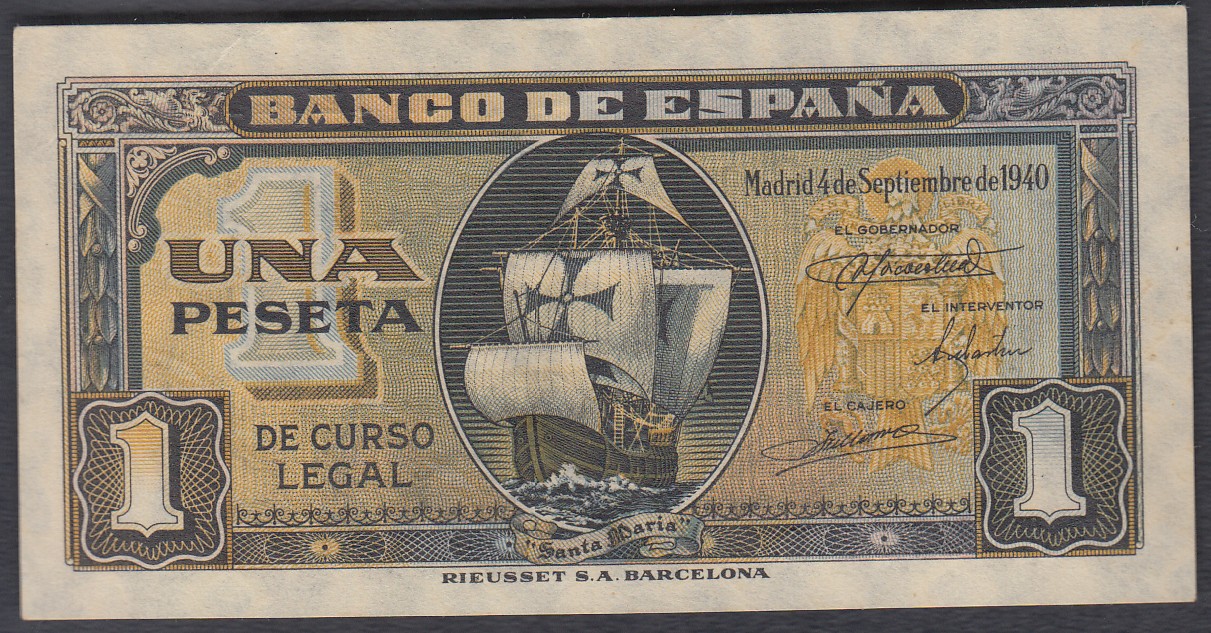 BANCO DE ESPAÑA
1
Madrid 4 de Septiembre de 1940
EL GOBERNADOR
UNA
PESETA
EL INTERVENTOR
EL CAJERO
DE CURSO
LEGAL
1
1
"Santa Maria"
RIEUSSET S.A. BARCELONA